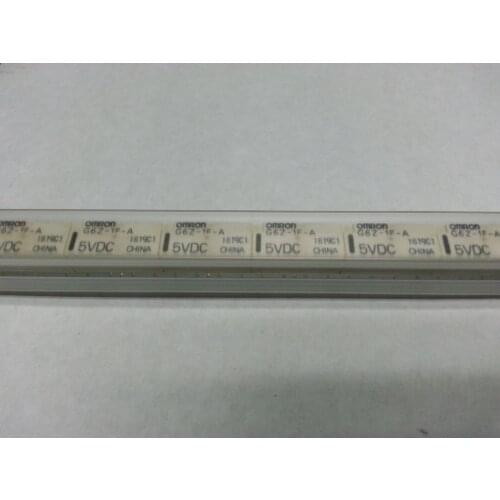 OMRON OMRON OMRON OMRON OMRON OMRON
G6Z-1F-A G6Z-1F-A G6Z-1F-A G6Z-1F-A G6Z-1F-A
1619C1 1619C1 1619C1 1619C1 1619C1
5VDC CHINA 5VDC CHINA 5VDC CHINA 5VDC CHINA CHINA 5VDC